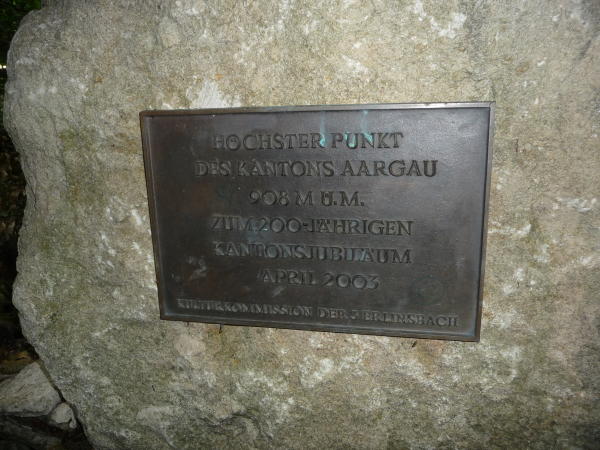 HÖCHSTER PUNKT
DES KANTONS AARGAU
908 M Ü.M.
ZUM 200-JÄHRIGEN
KANTONSJUBILÄUM
APRIL 2003
KULTURKOMMISSION DER 3 ERLINSBACH